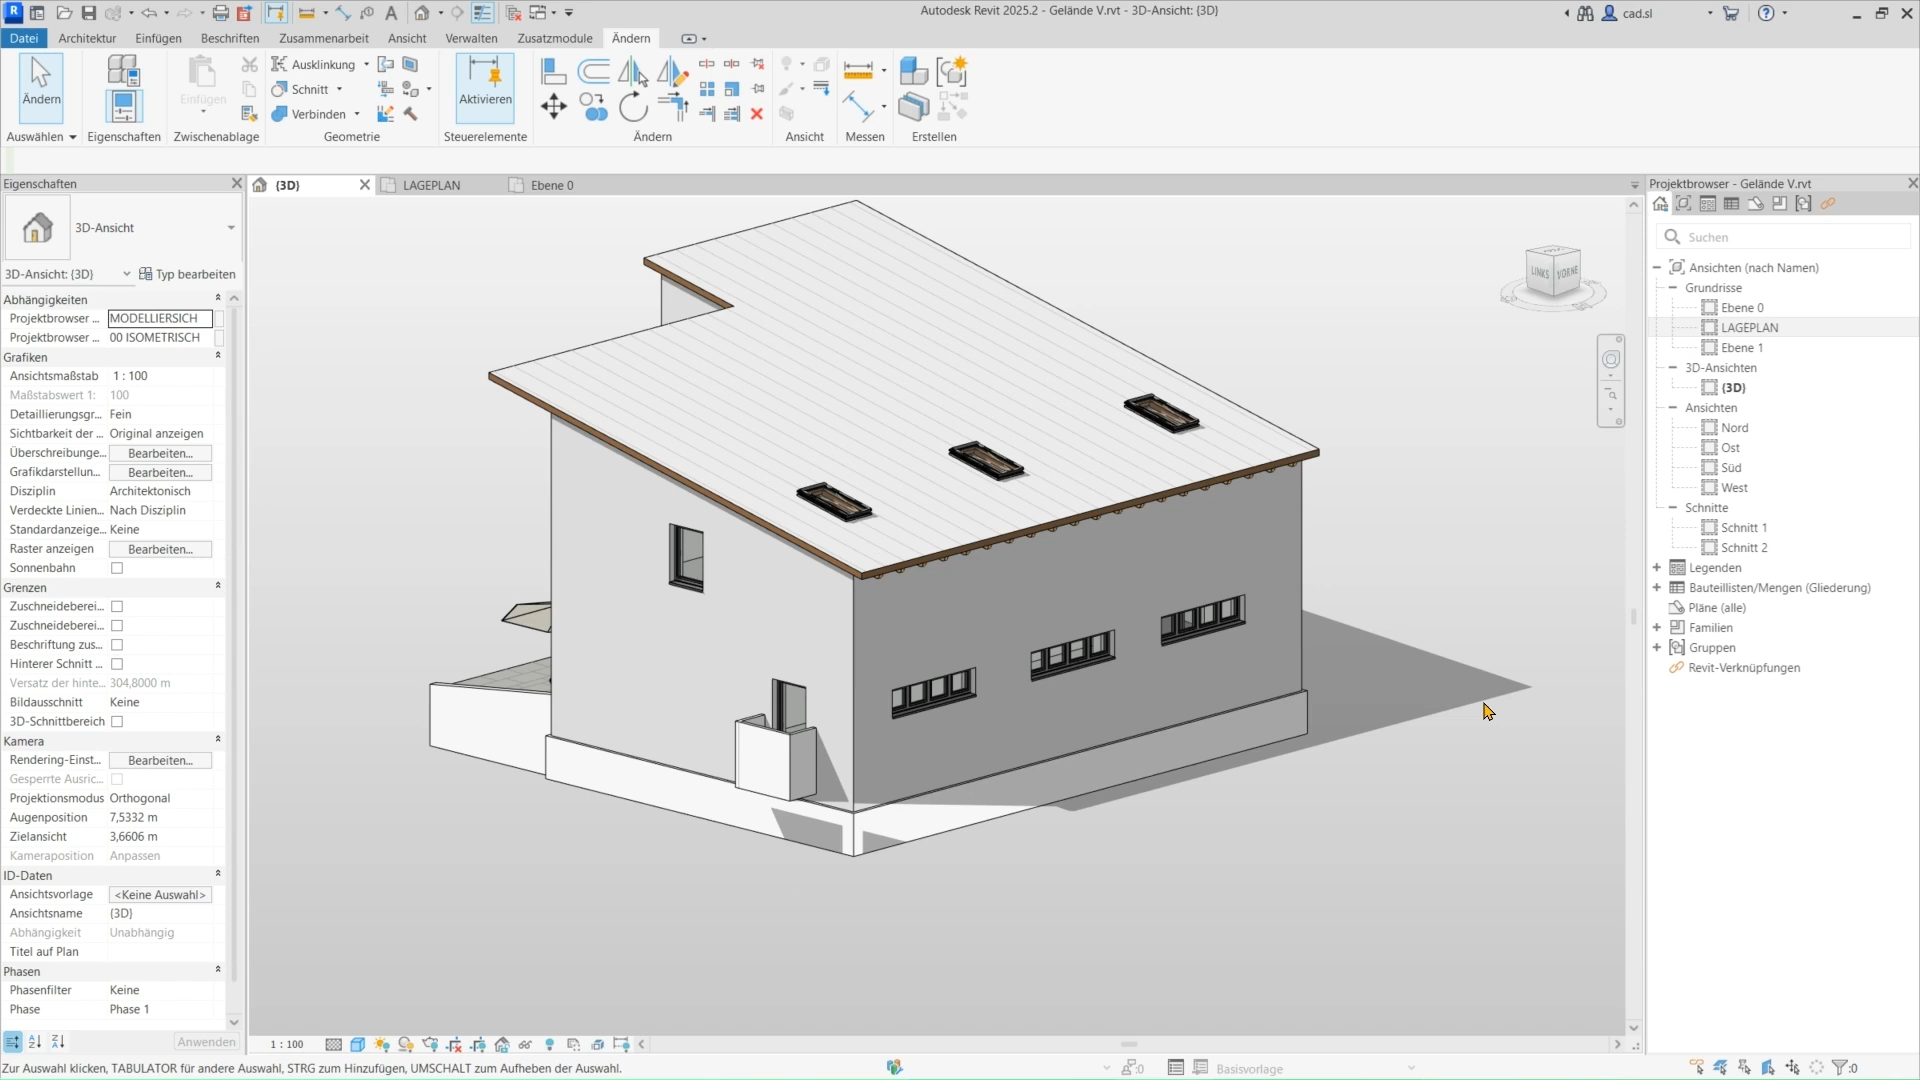 Autodesk Revit 2025.2 - Gelände V.rvt - 3D-Ansicht: {3D}
cad.sl
Datei Architektur Einfügen Beschriften Zusammenarbeit Ansicht Verwalten Zusatzmodule Ändern
Ändern
Einfügen
Ausklinkung
Schnitt
Verbinden
Aktivieren
Auswählen Eigenschaften Zwischenablage Geometrie Steuerelemente Ändern Ansicht Messen Erstellen
Eigenschaften
3D-Ansicht
3D-Ansicht: {3D} Typ bearbeiten
Abhängigkeiten
Projektbrowser ... MODELLIERSICH
Projektbrowser ... 00 ISOMETRISCH
Grafiken
Ansichtsmaßstab 1 : 100
Maßstabswert 1: 100
Detaillierungsgr... Fein
Sichtbarkeit der ... Original anzeigen
Überschreibunge... Bearbeiten...
Grafikdarstellun... Bearbeiten...
Disziplin Architektonisch
Verdeckte Linien... Nach Disziplin
Standardanzeige... Keine
Raster anzeigen Bearbeiten...
Sonnenbahn
Grenzen
Zuschneideberei...
Zuschneideberei...
Beschriftung zus...
Hinterer Schnitt ...
Versatz der hinte... 304,8000 m
Bildausschnitt Keine
3D-Schnittbereich
Kamera
Rendering-Einst... Bearbeiten...
Gesperrte Ausric...
Projektionsmodus Orthogonal
Augenposition 7,5332 m
Zielansicht 3,6606 m
Kameraposition Anpassen
ID-Daten
Ansichtsvorlage <Keine Auswahl>
Ansichtsname {3D}
Abhängigkeit Unabhängig
Titel auf Plan
Phasen
Phasenfilter Keine
Phase Phase 1
Anwenden
{3D} LAGEPLAN Ebene 0
LINKS VORNE
1 : 100
Projektbrowser - Gelände V.rvt
Suchen
Ansichten (nach Namen)
Grundrisse
Ebene 0
LAGEPLAN
Ebene 1
3D-Ansichten
{3D}
Ansichten
Nord
Ost
Süd
West
Schnitte
Schnitt 1
Schnitt 2
Legenden
Bauteillisten/Mengen (Gliederung)
Pläne (alle)
Familien
Gruppen
Revit-Verknüpfungen
Zur Auswahl klicken, TABULATOR für andere Auswahl, STRG zum Hinzufügen, UMSCHALT zum Aufheben der Auswahl.
:0
Basisvorlage
:0